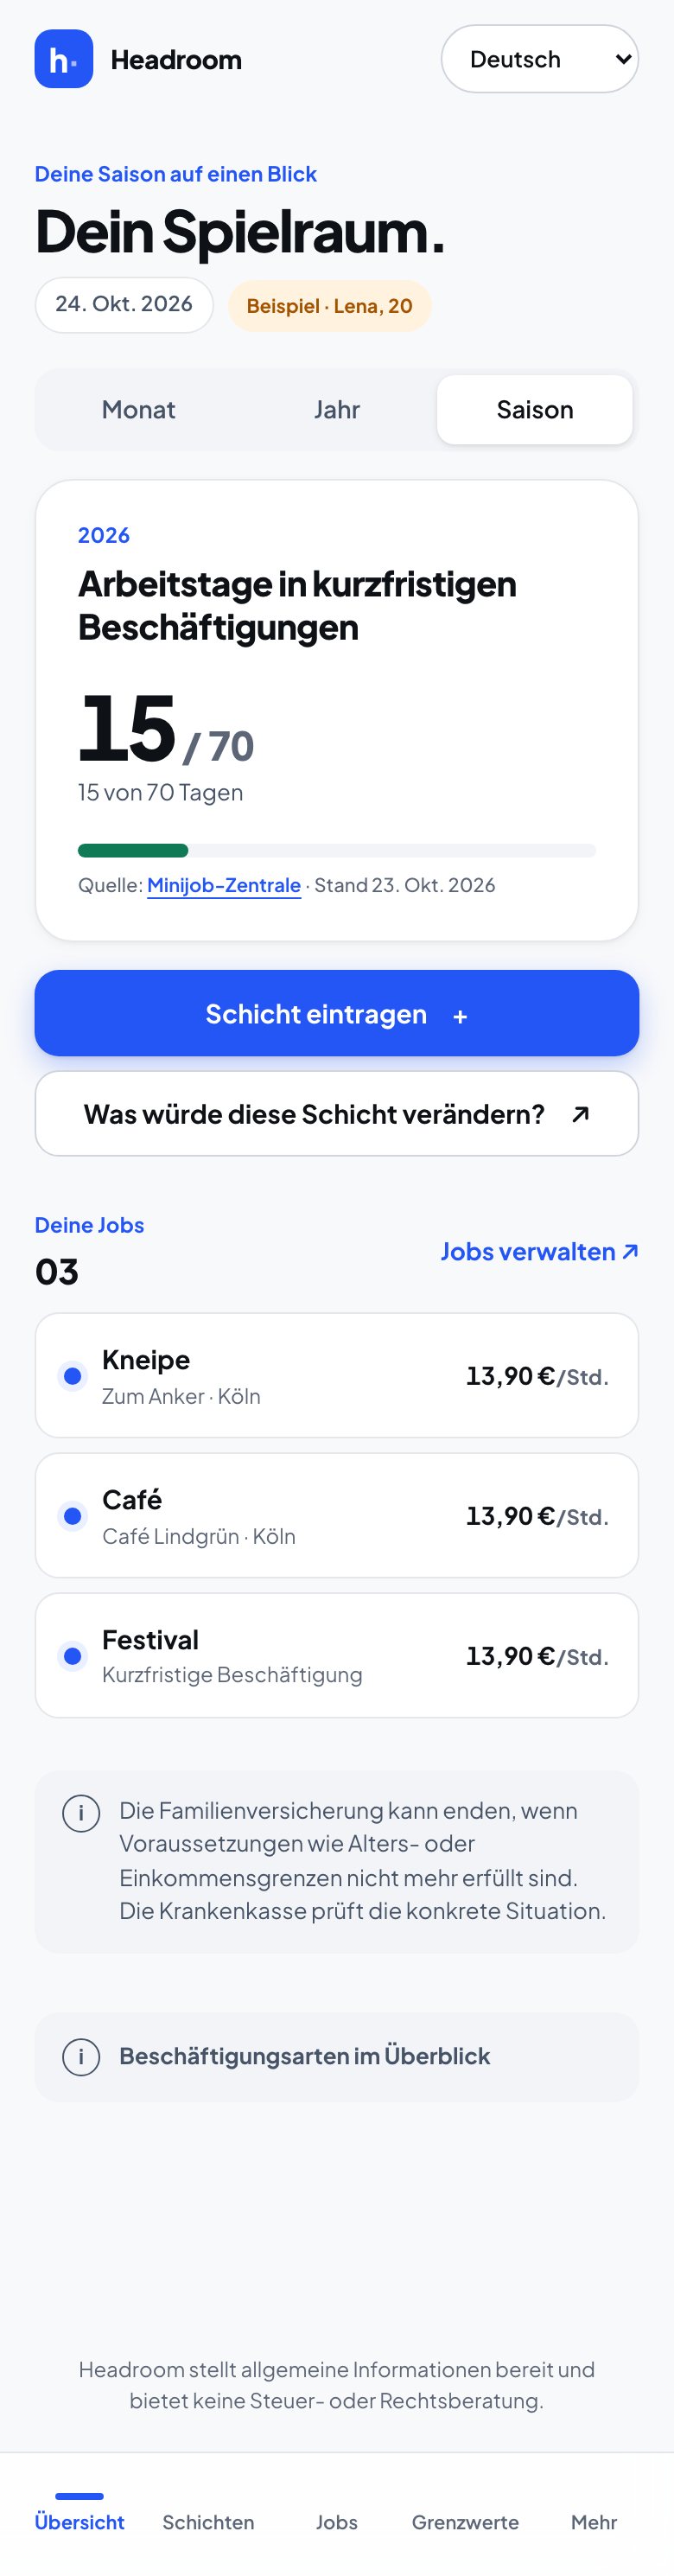 h.
Headroom
Deutsch
Deine Saison auf einen Blick
Dein Spielraum.
24. Okt. 2026
Beispiel · Lena, 20
Monat
Jahr
Saison
2026
Arbeitstage in kurzfristigen
Beschäftigungen
15 / 70
15 von 70 Tagen
Quelle: Minijob-Zentrale · Stand 23. Okt. 2026
Schicht eintragen +
Was würde diese Schicht verändern? ↗
Deine Jobs
03
Jobs verwalten ↗
Kneipe
Zum Anker · Köln
13,90 €/Std.
Café
Café Lindgrün · Köln
13,90 €/Std.
Festival
Kurzfristige Beschäftigung
13,90 €/Std.
i
Die Familienversicherung kann enden, wenn
Voraussetzungen wie Alters- oder
Einkommensgrenzen nicht mehr erfüllt sind.
Die Krankenkasse prüft die konkrete Situation.
i
Beschäftigungsarten im Überblick
Headroom stellt allgemeine Informationen bereit und
bietet keine Steuer- oder Rechtsberatung.
Übersicht
Schichten
Jobs
Grenzwerte
Mehr